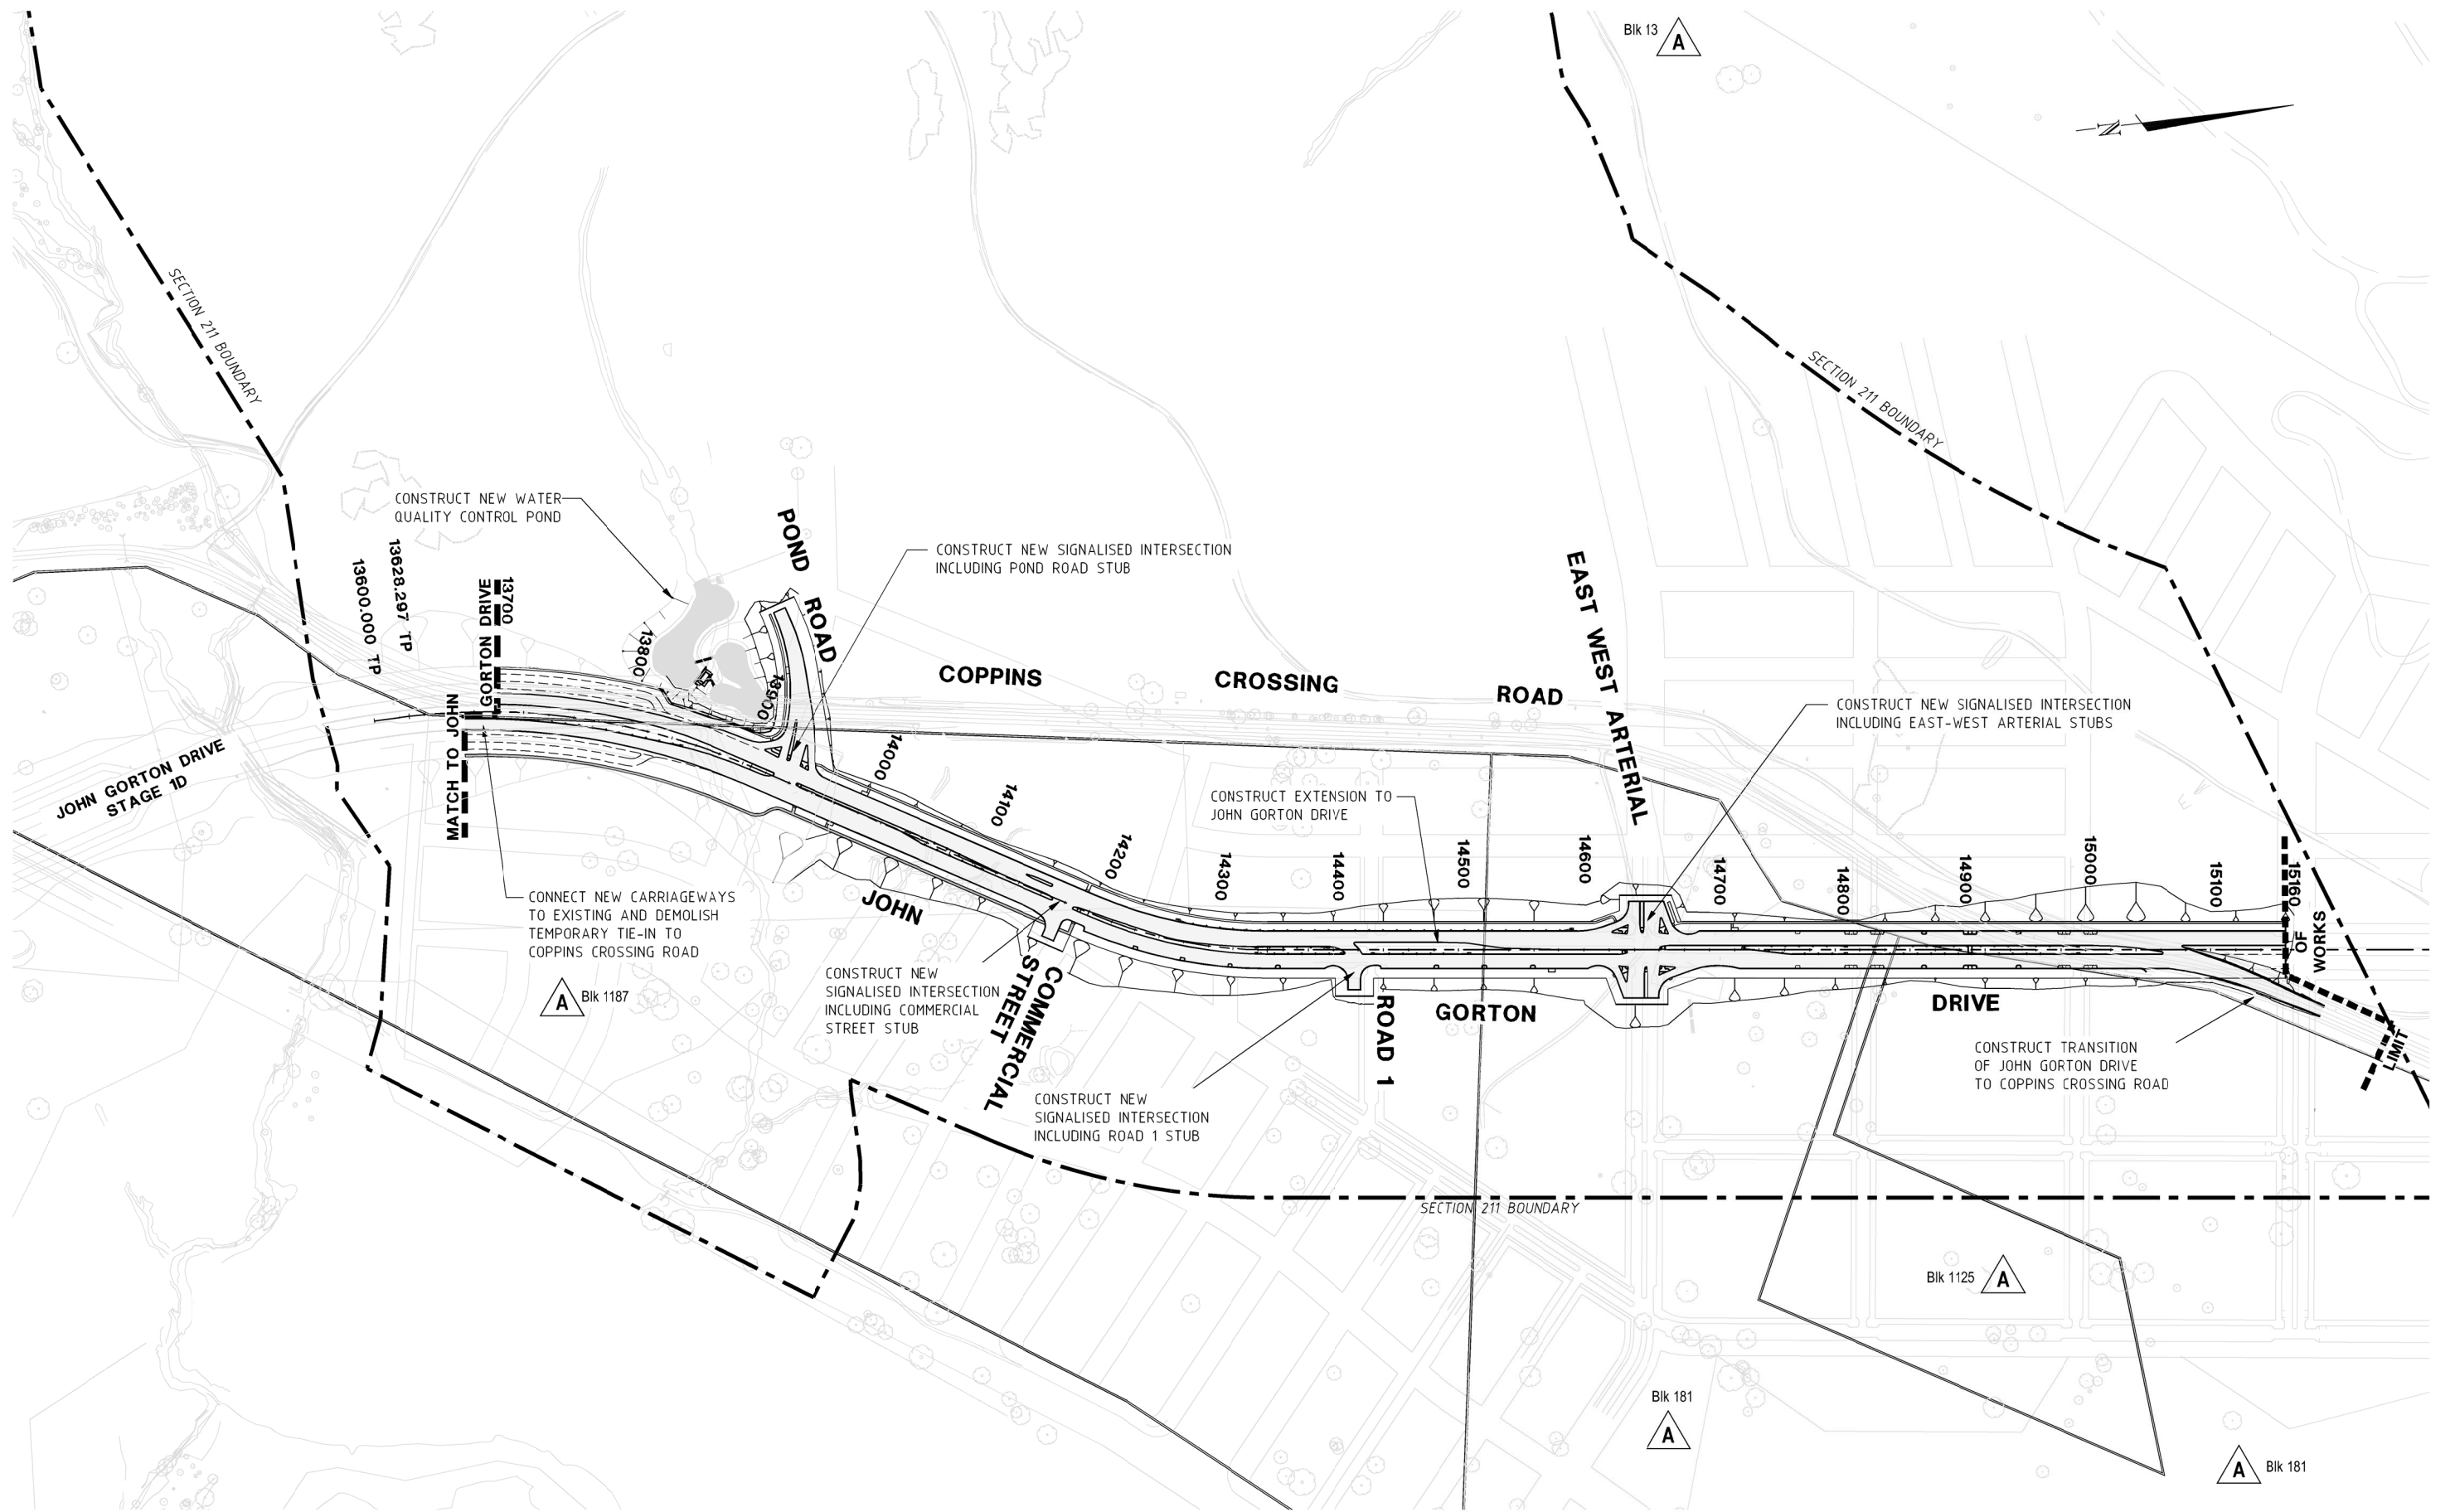 Blk 13
A
N
SECTION 211 BOUNDARY
SECTION 211 BOUNDARY
CONSTRUCT NEW WATER
QUALITY CONTROL POND
POND ROAD
CONSTRUCT NEW SIGNALISED INTERSECTION
INCLUDING POND ROAD STUB
13600.000 TP
13628.297 TP
MATCH TO JOHN
GORTON DRIVE
13700
13800
13900
14000
14100
14200
14300
14400
14500
14600
14700
14800
14900
15000
15100
15160
COPPINS CROSSING ROAD
EAST WEST ARTERIAL
CONSTRUCT NEW SIGNALISED INTERSECTION
INCLUDING EAST-WEST ARTERIAL STUBS
JOHN GORTON DRIVE
STAGE 1D
CONSTRUCT EXTENSION TO
JOHN GORTON DRIVE
CONNECT NEW CARRIAGEWAYS
TO EXISTING AND DEMOLISH
TEMPORARY TIE-IN TO
COPPINS CROSSING ROAD
A
Blk 1187
JOHN GORTON DRIVE
CONSTRUCT NEW
SIGNALISED INTERSECTION
INCLUDING COMMERCIAL
STREET STUB
COMMERCIAL
STREET
ROAD 1
CONSTRUCT NEW
SIGNALISED INTERSECTION
INCLUDING ROAD 1 STUB
LIMIT
OF
WORKS
CONSTRUCT TRANSITION
OF JOHN GORTON DRIVE
TO COPPINS CROSSING ROAD
SECTION 211 BOUNDARY
Blk 1125
A
Blk 181
A
A
Blk 181